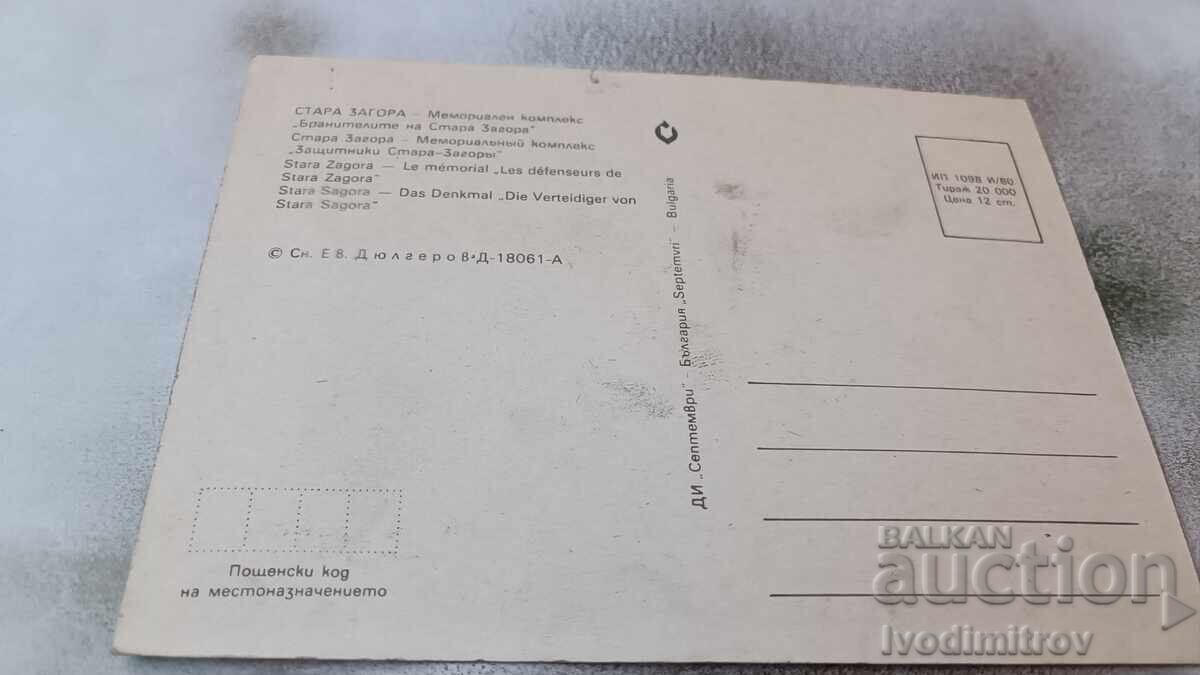 СТАРА ЗАГОРА – Мемориален комплекс
„Бранителите на Стара Загора"
Стара Загора – Мемориальный комплекс
„Защитники Стара-Загоры"
Stara Zagora — Le mémorial „Les défenseurs de
Stara Zagora"
Stara Sagora — Das Denkmal „Die Verteidiger von
Stara Sagora"
© Сн. Ев. Дюлгеров·Д-18061-А
Пощенски код
на местоназначението
ДИ „Септември" – България „Septemvri" – Bulgaria
ИП 1098 И/80
Тираж 20 000
Цена 12 ст.
BALKAN
auction
Ivodimitrov